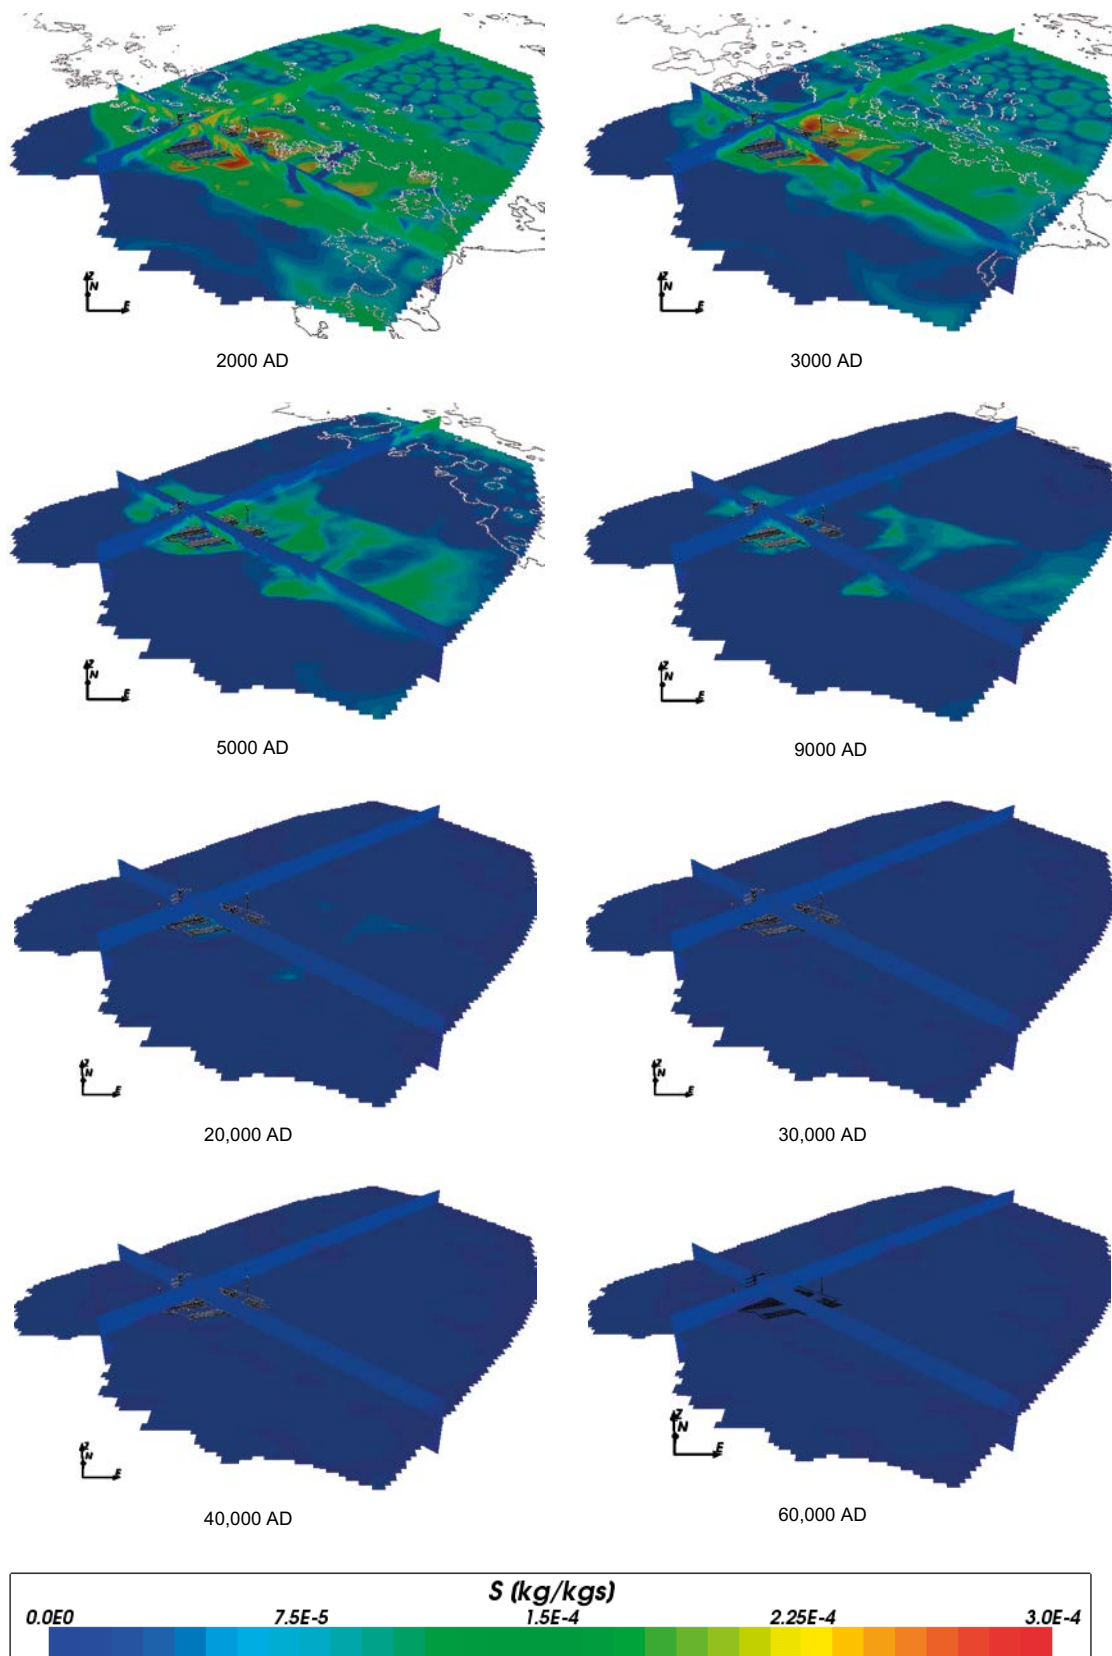 Z
N
E
Z
N
E
2000 AD
3000 AD
Z
N
E
Z
N
E
5000 AD
9000 AD
Z
N
E
Z
N
E
20,000 AD
30,000 AD
Z
N
E
Z
N
E
40,000 AD
60,000 AD
S (kg/kgs)
0.0E0 7.5E-5 1.5E-4 2.25E-4 3.0E-4